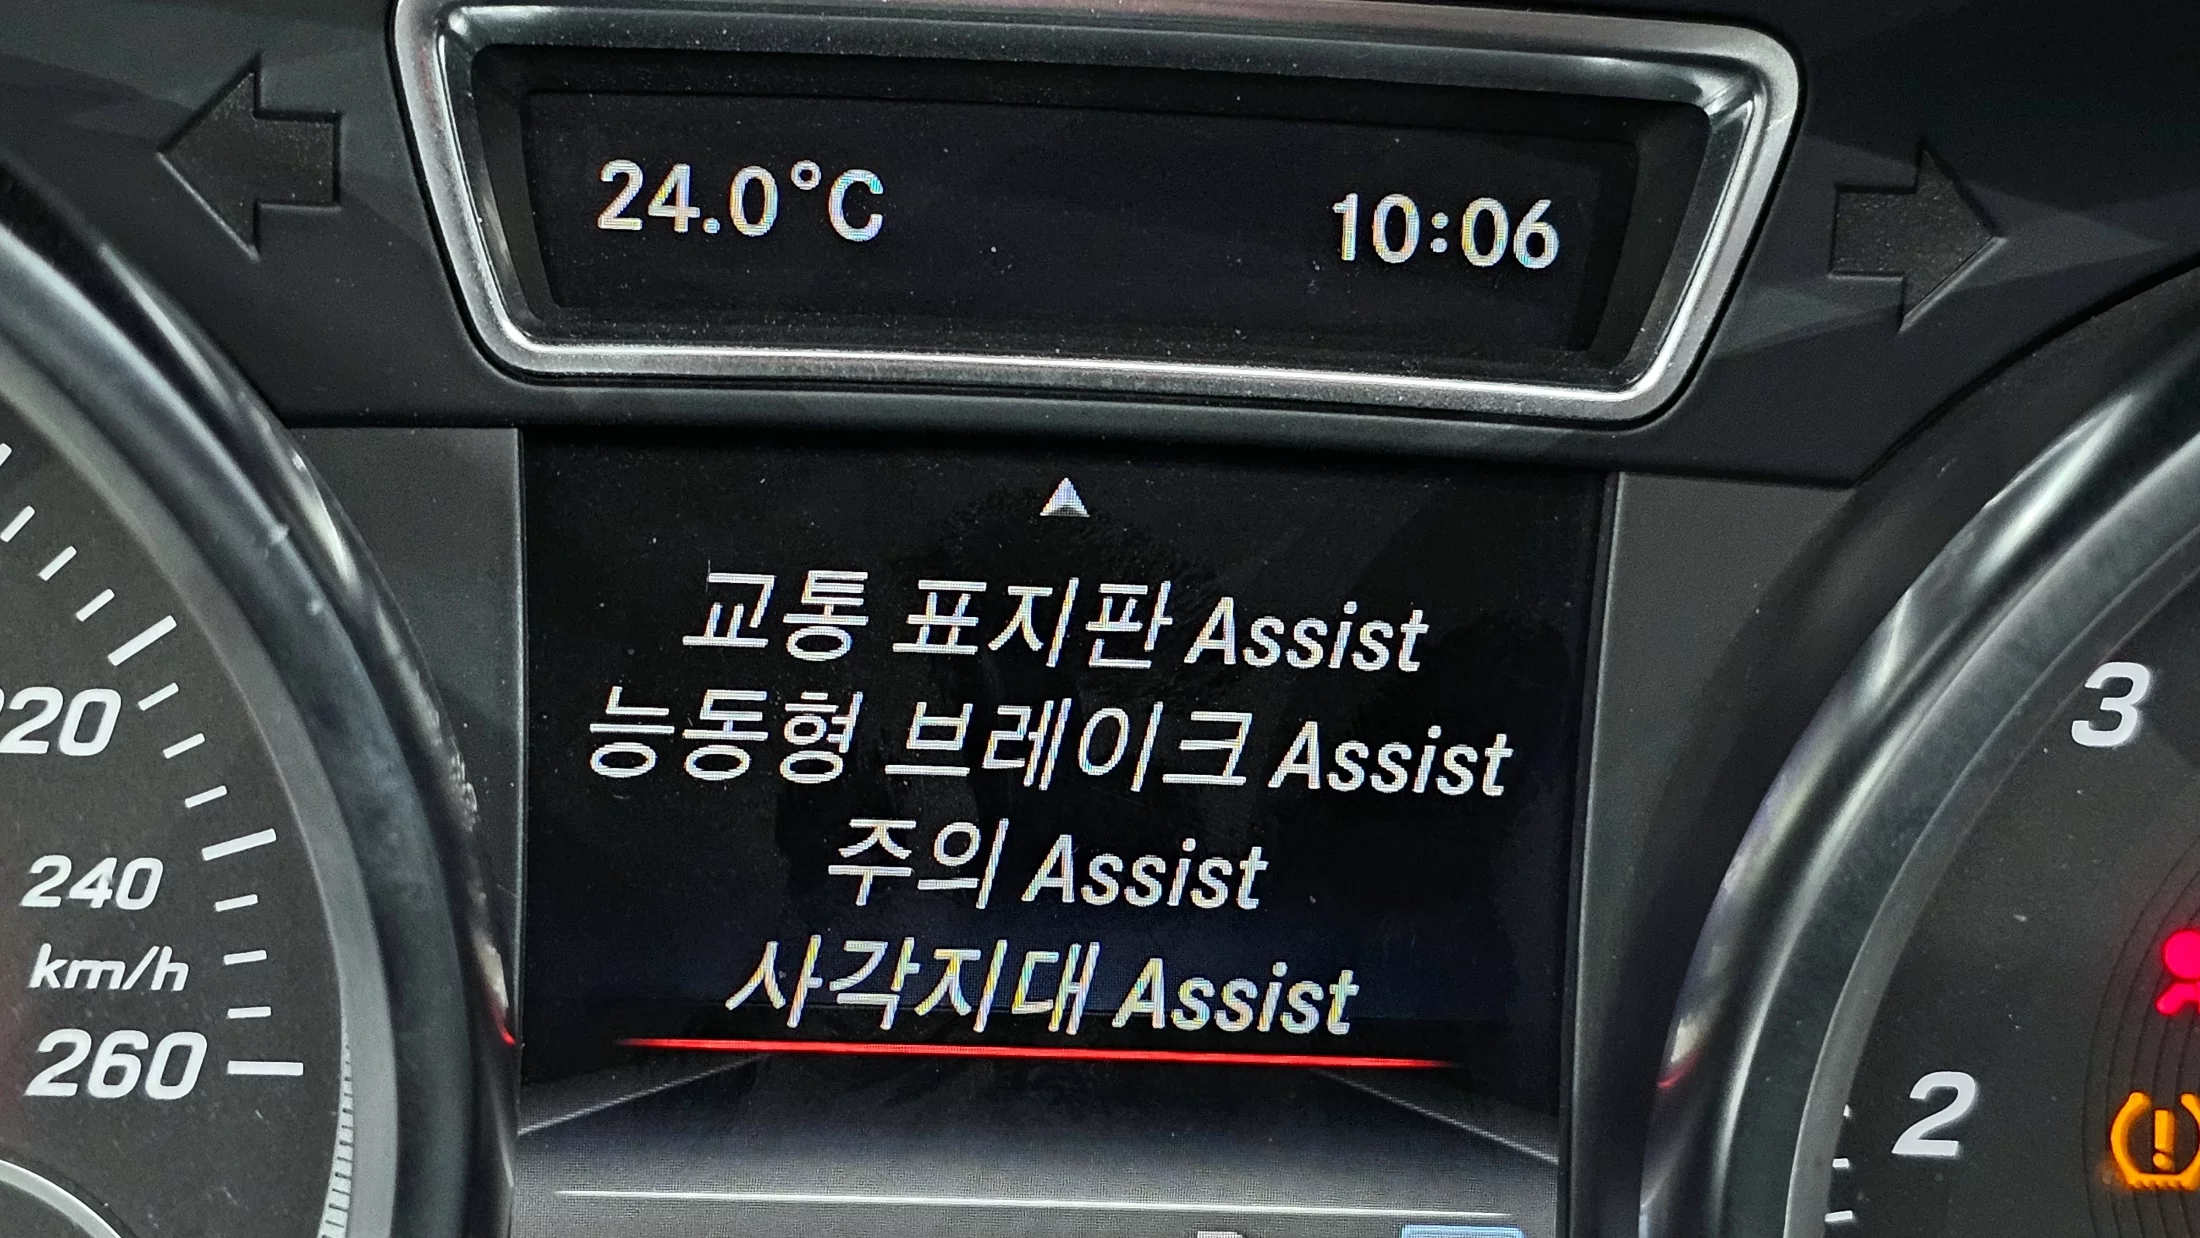 24.0°C 10:06
교통 표지판 Assist
능동형 브레이크 Assist
주의 Assist
사각지대 Assist
20
240
km/h
260
3
2